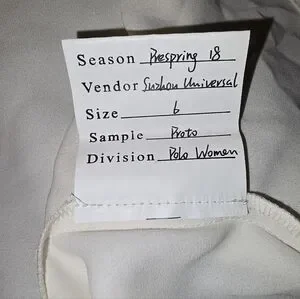 Season Prespring 18
Vendor Suzhou Universal
Size 6
Sample Proto
Division Polo Women